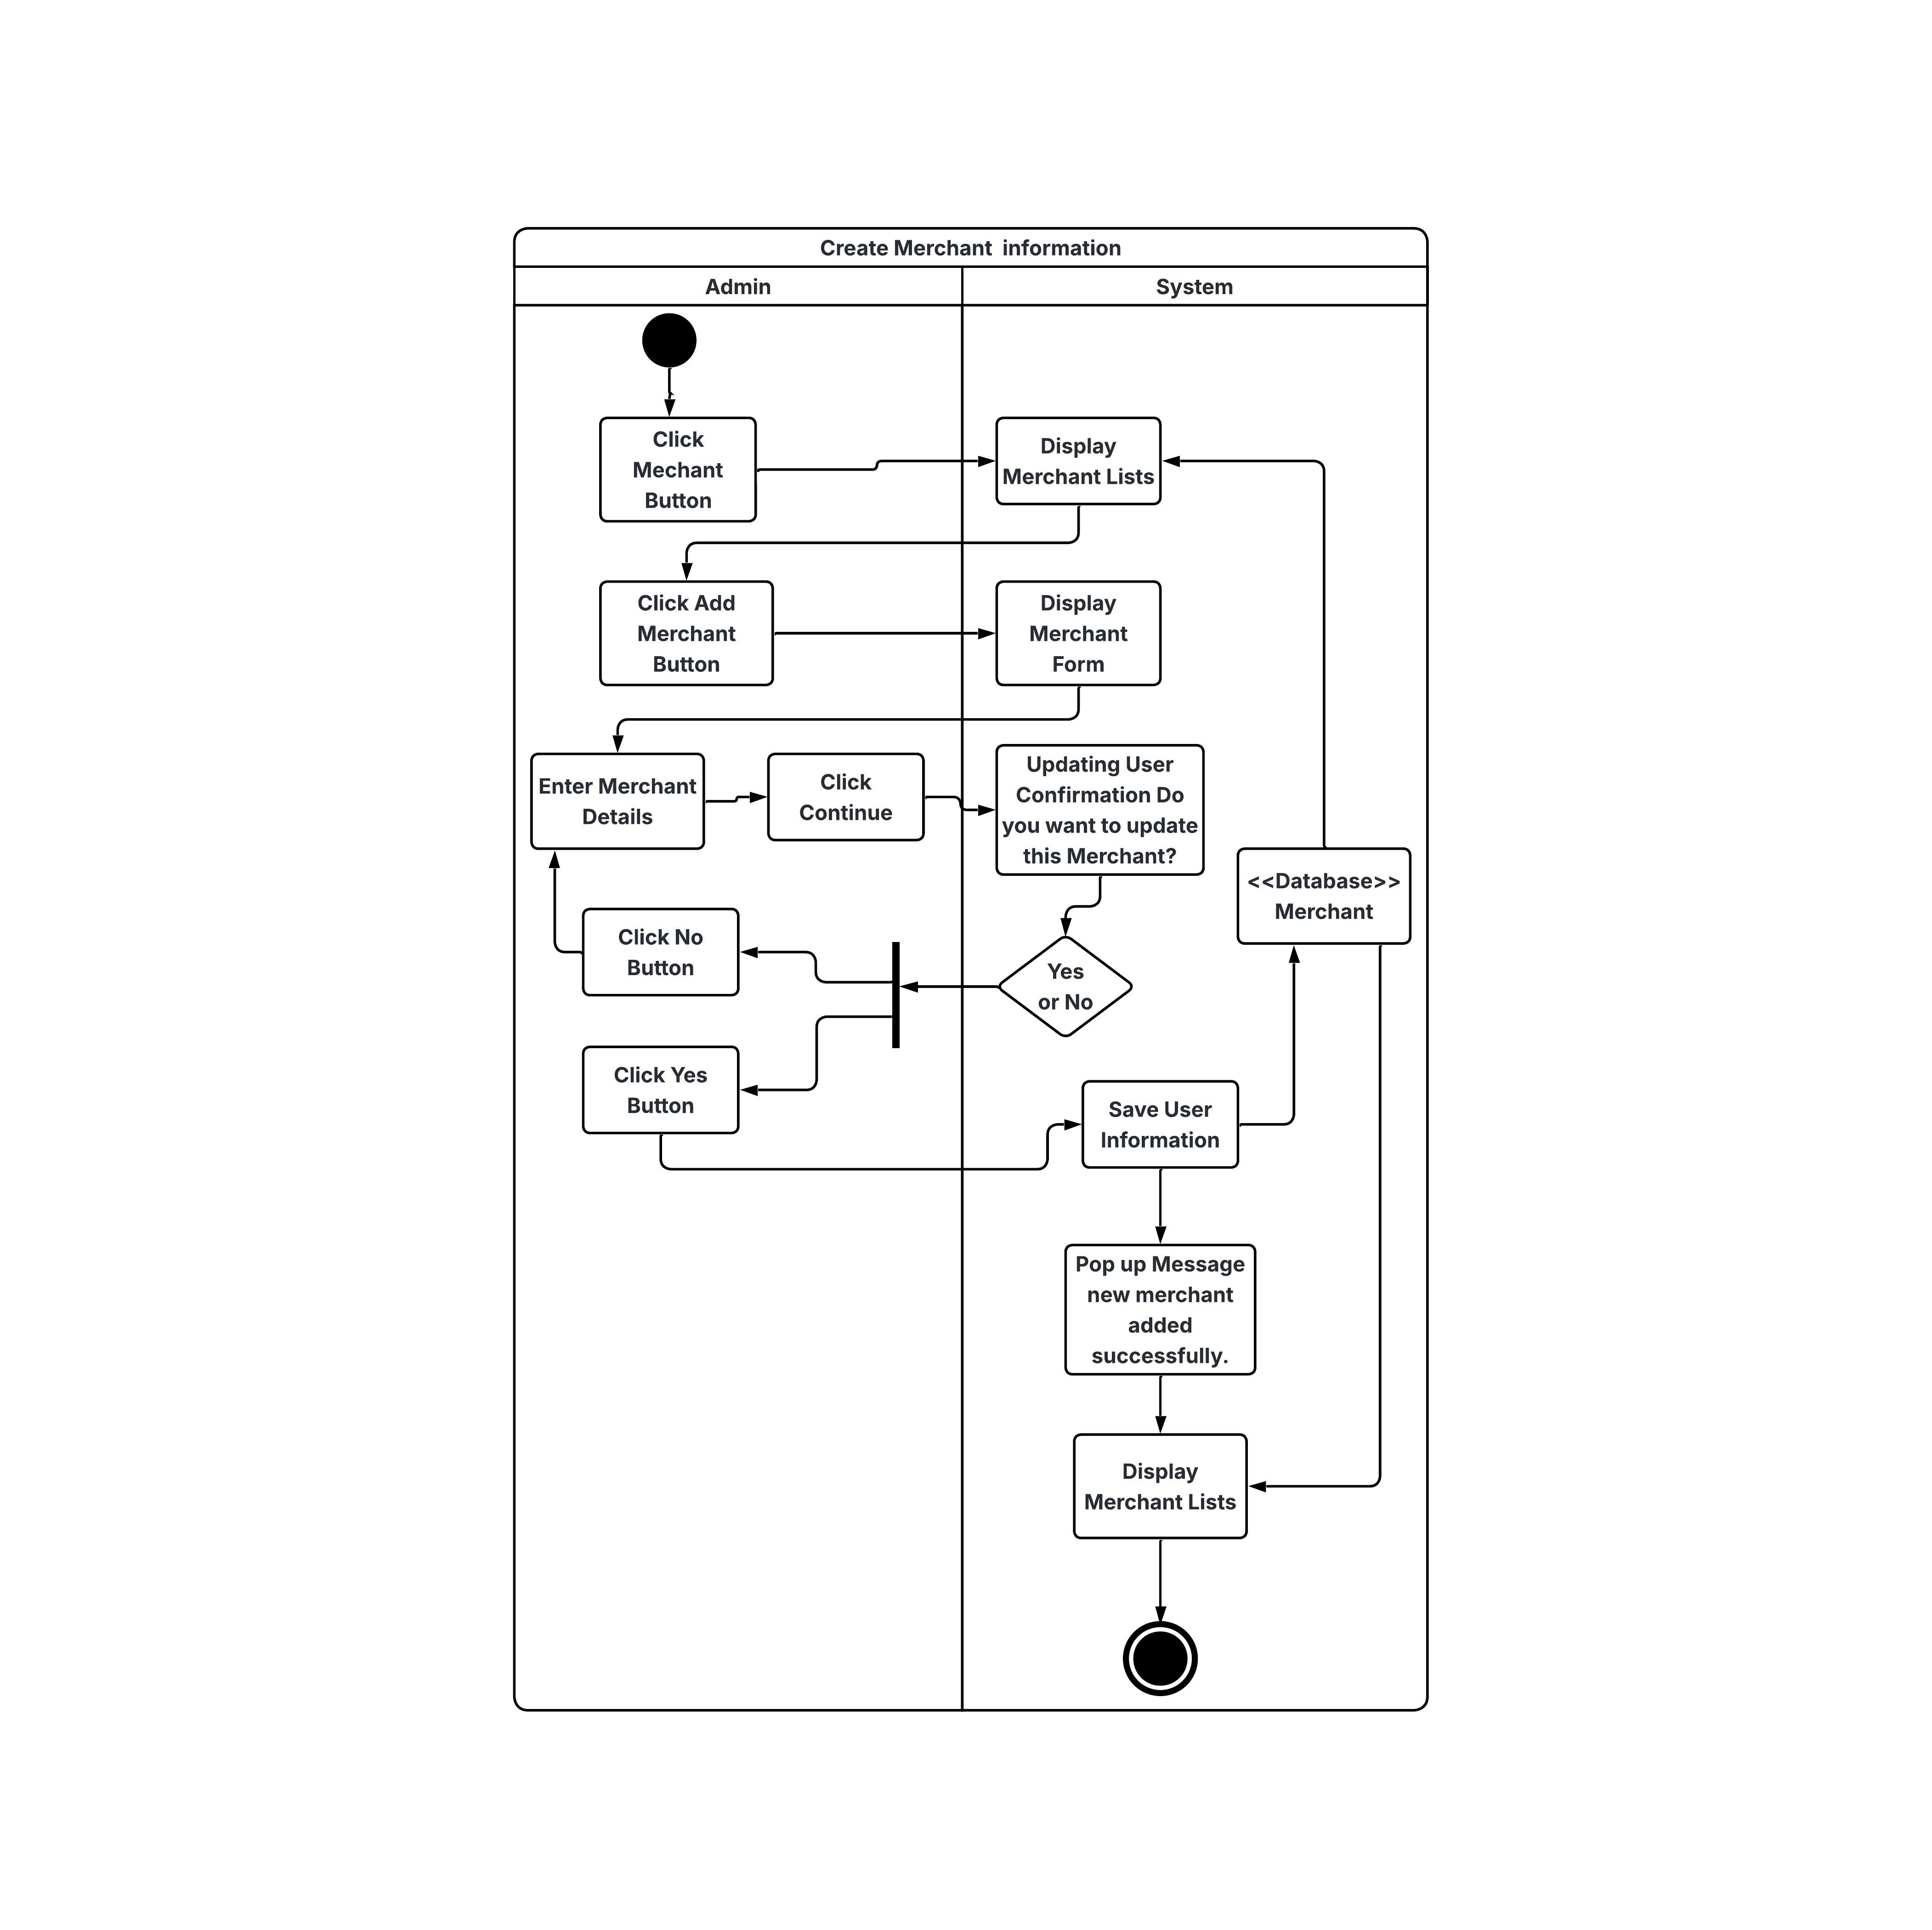 Create Merchant  information
Admin
System
Click
Mechant
Button
Display
Merchant Lists
Click Add
Merchant
Button
Display
Merchant
Form
Enter Merchant
Details
Click
Continue
Updating User
Confirmation Do
you want to update
this Merchant?
<<Database>>
Merchant
Click No
Button
Yes
or No
Click Yes
Button
Save User
Information
Pop up Message
new merchant
added
successfully.
Display
Merchant Lists